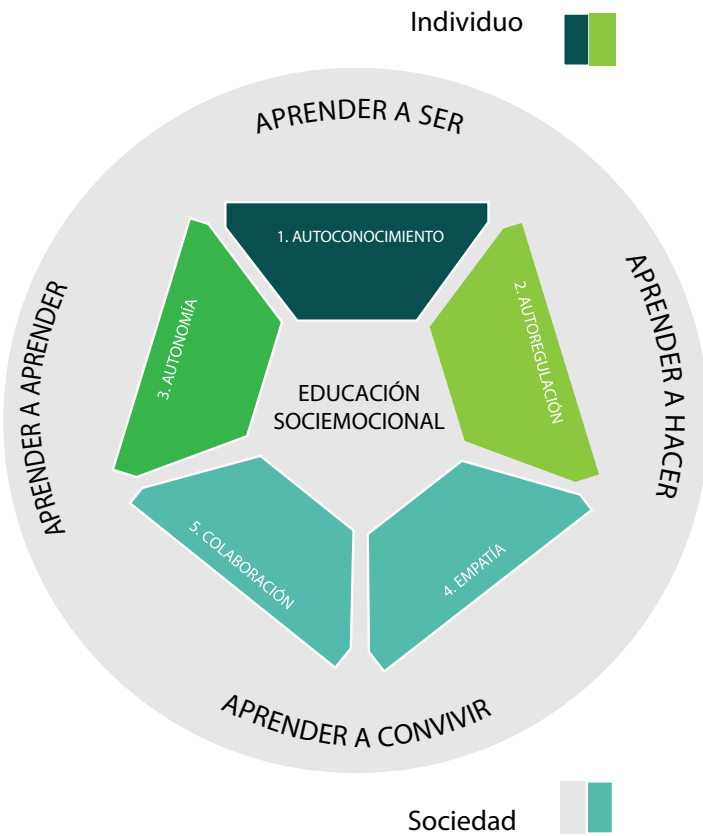 Individuo
APRENDER A SER
1. AUTOCONOCIMIENTO
2. AUTOREGULACIÓN
3. AUTONOMÍA
APRENDER A APRENDER
APRENDER A HACER
EDUCACIÓN
SOCIEMOCIONAL
5. COLABORACIÓN
4. EMPATÍA
APRENDER A CONVIVIR
Sociedad